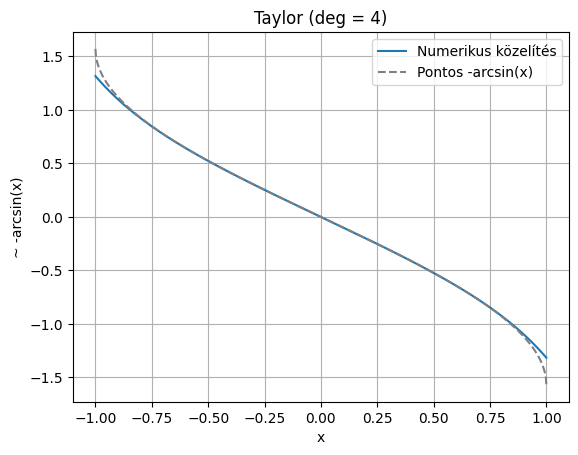 Taylor (deg = 4)
Numerikus közelítés
Pontos -arcsin(x)
~ -arcsin(x)
1.5
1.0
0.5
0.0
−0.5
−1.0
−1.5
−1.00 −0.75 −0.50 −0.25 0.00 0.25 0.50 0.75 1.00
x